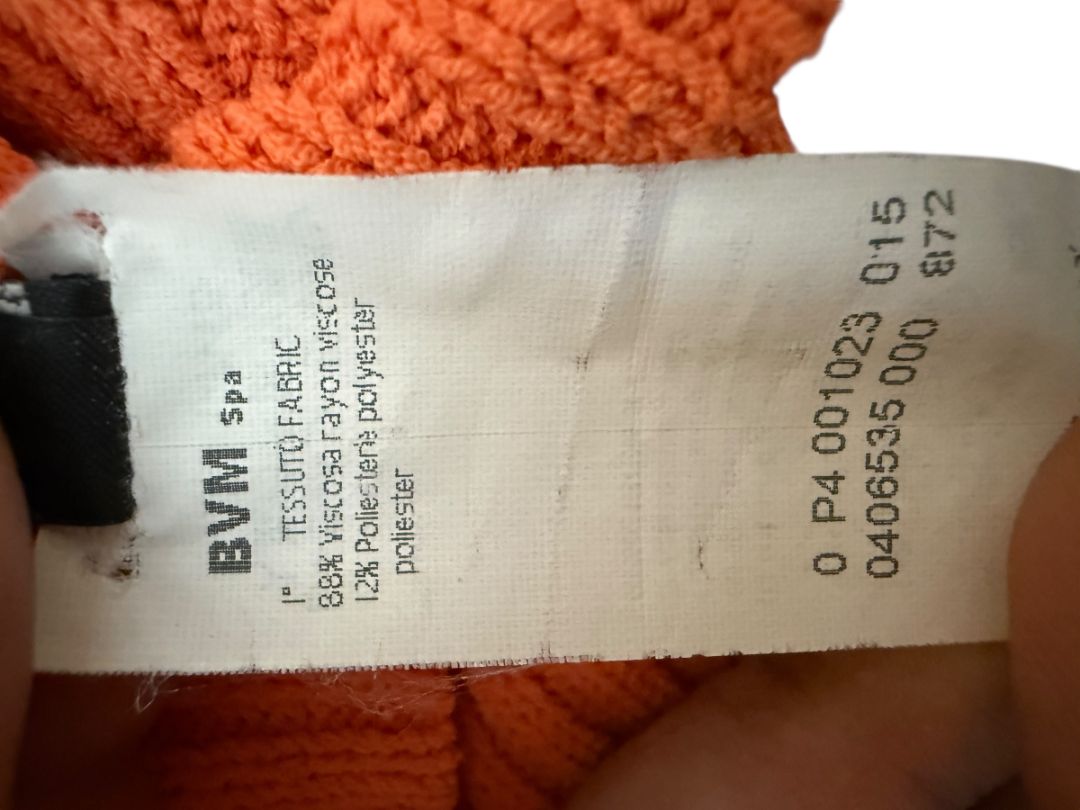 BVM Spa
1° TESSUTO FABRIC
88% Viscosa rayon viscose
12% Poliestere polyester
poliester
0 P4 001023 015
0406535 000 872